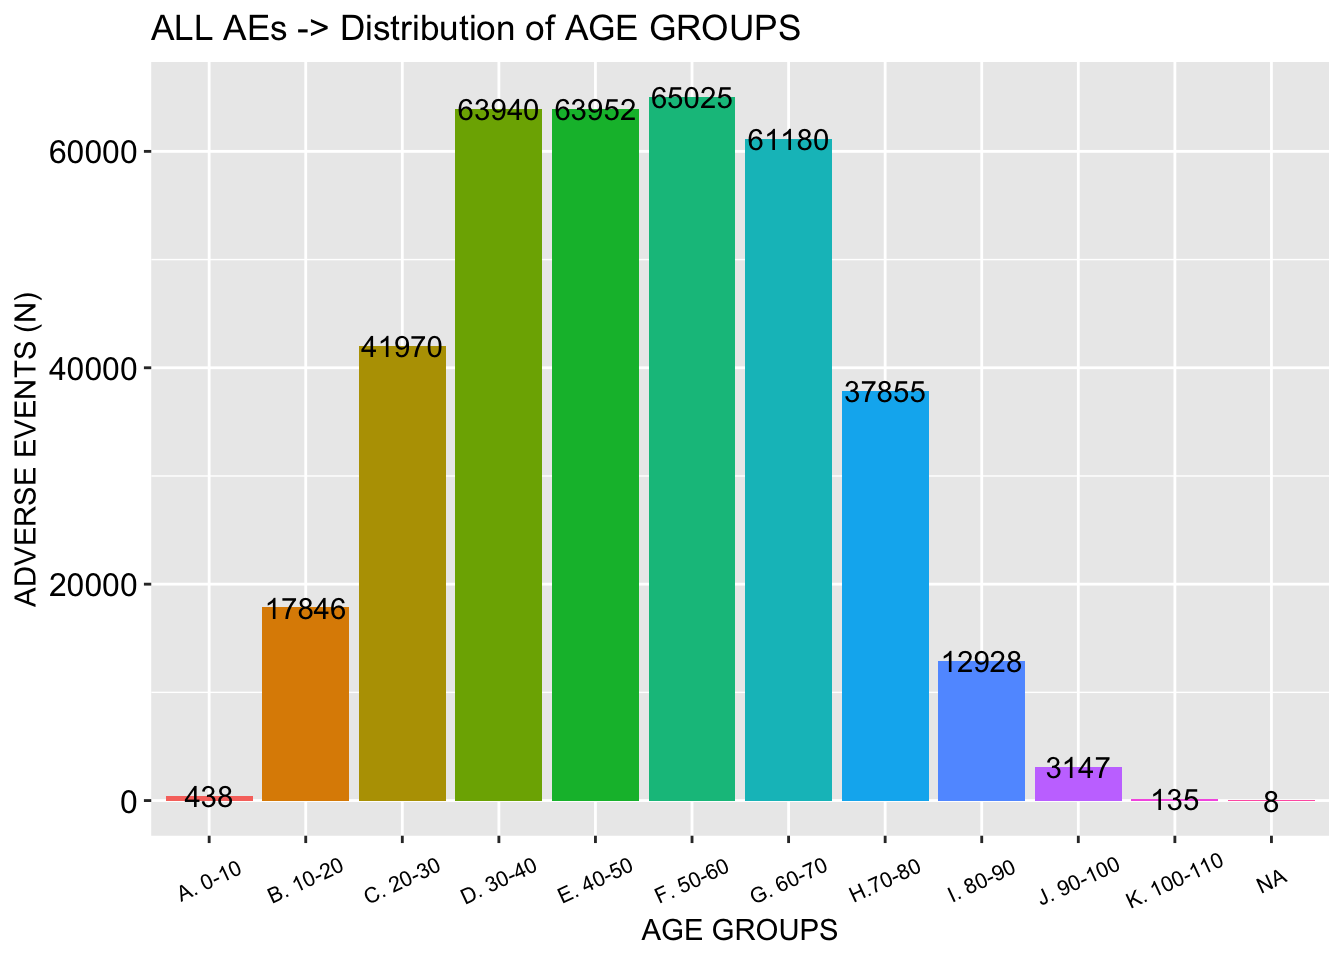 ALL AEs -> Distribution of AGE GROUPS
ADVERSE EVENTS (N)
60000
40000
20000
0
438
17846
41970
63940
63952
65025
61180
37855
12928
3147
135
8
A. 0-10
B. 10-20
C. 20-30
D. 30-40
E. 40-50
F. 50-60
G. 60-70
H.70-80
I. 80-90
J. 90-100
K. 100-110
NA
AGE GROUPS